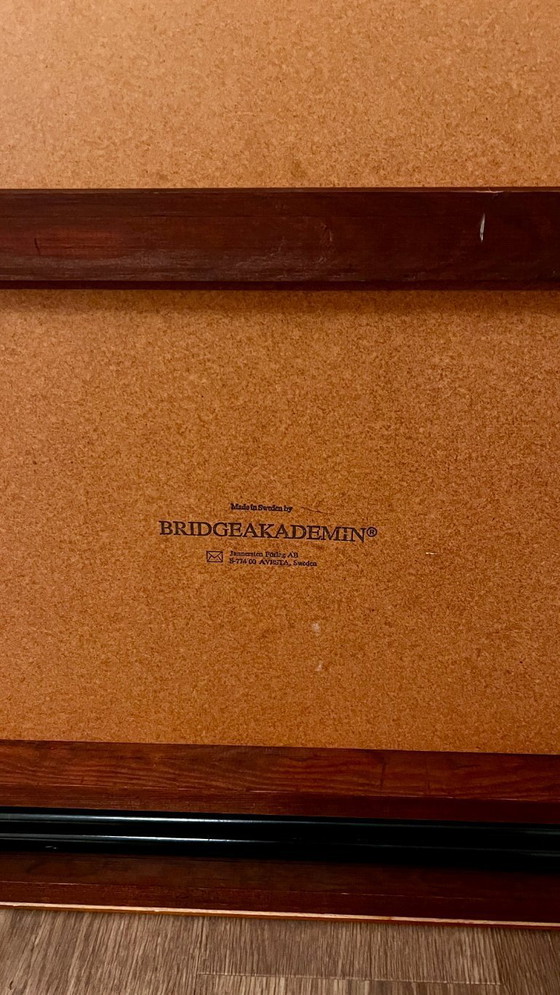 Made in Sweden by
BRIDGEAKADEMIN®
Jannersten Förlag AB
S-774 00 AVESTA, Sweden